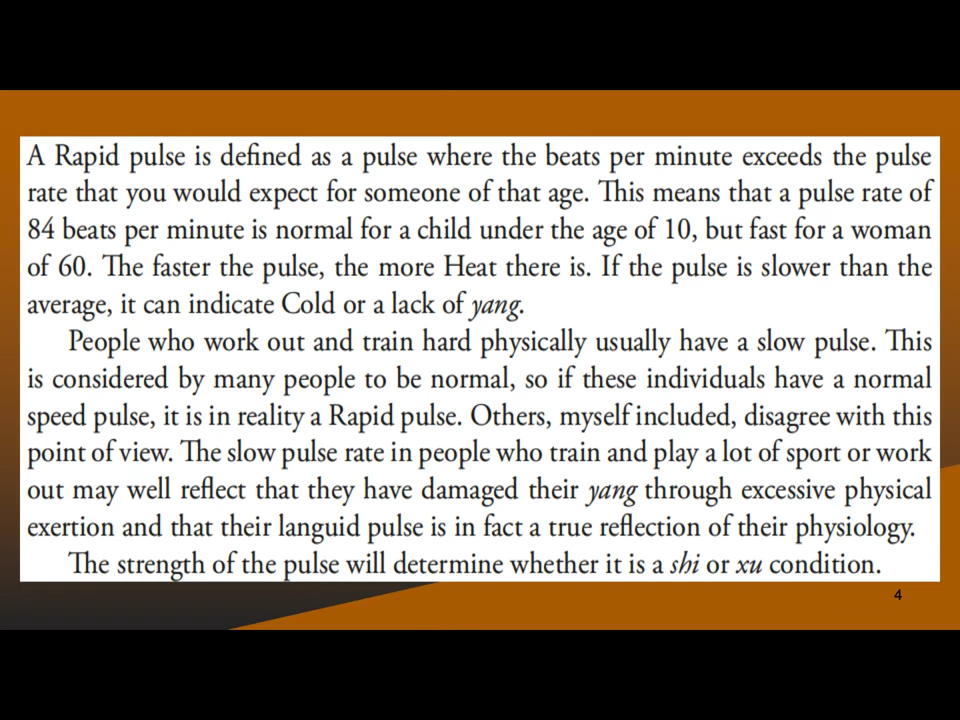 A Rapid pulse is defined as a pulse where the beats per minute exceeds the pulse
rate that you would expect for someone of that age. This means that a pulse rate of
84 beats per minute is normal for a child under the age of 10, but fast for a woman
of 60. The faster the pulse, the more Heat there is. If the pulse is slower than the
average, it can indicate Cold or a lack of yang.
People who work out and train hard physically usually have a slow pulse. This
is considered by many people to be normal, so if these individuals have a normal
speed pulse, it is in reality a Rapid pulse. Others, myself included, disagree with this
point of view. The slow pulse rate in people who train and play a lot of sport or work
out may well reflect that they have damaged their yang through excessive physical
exertion and that their languid pulse is in fact a true reflection of their physiology.
The strength of the pulse will determine whether it is a shi or xu condition.
4